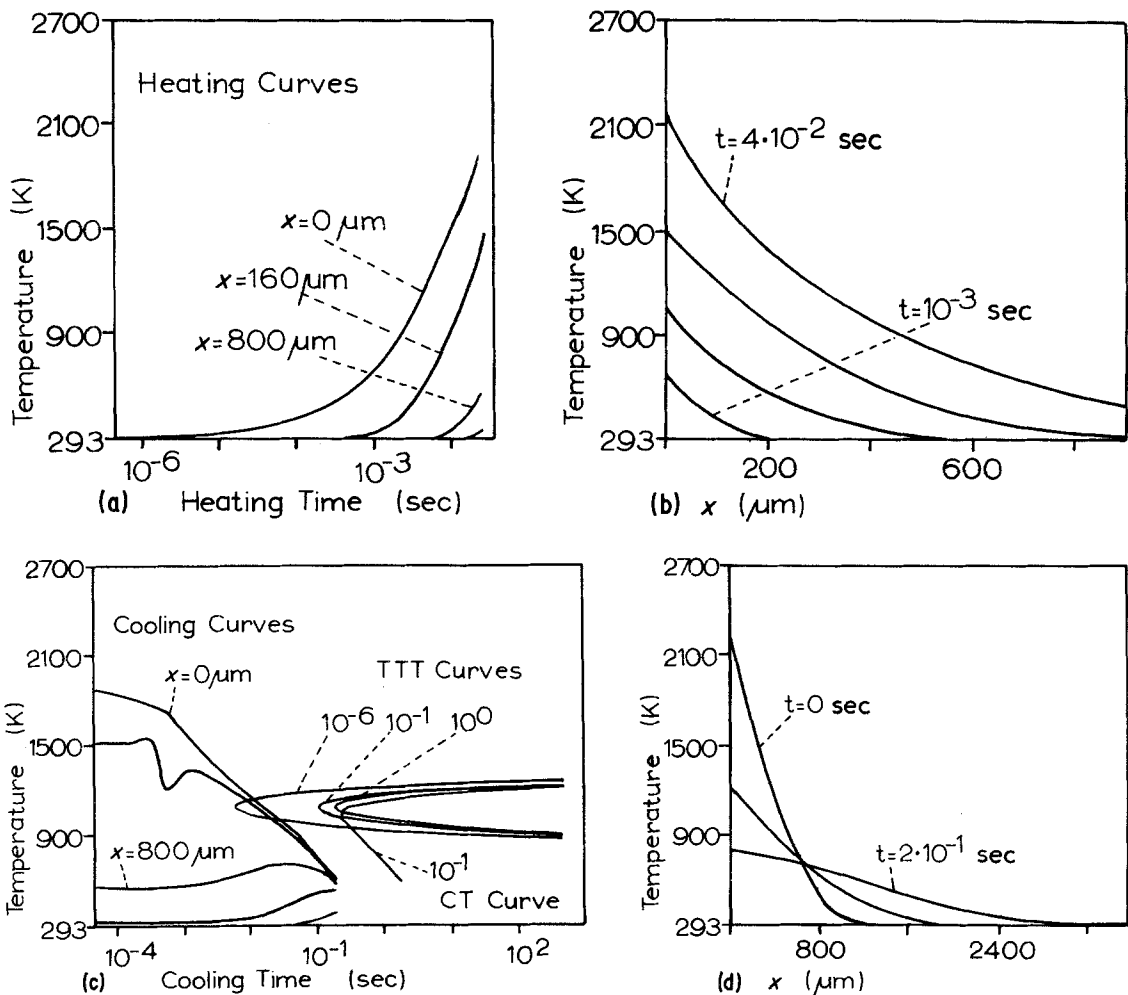 2700
2100
1500
900
293
Temperature (K)
Heating Curves
x=0 μm
x=160 μm
x=800 μm
10-6
10-3
(a) Heating Time (sec)
2700
2100
1500
900
293
Temperature (K)
t=4·10-2 sec
t=10-3 sec
200
600
(b) x (μm)
2700
2100
1500
900
293
Temperature (K)
Cooling Curves
x=0 μm
TTT Curves
10-6 10-1 100
x=800 μm
10-1
CT Curve
10-4
10-1
102
(c) Cooling Time (sec)
2700
2100
1500
900
293
Temperature (K)
t=0 sec
t=2·10-1 sec
800
2400
(d) x (μm)